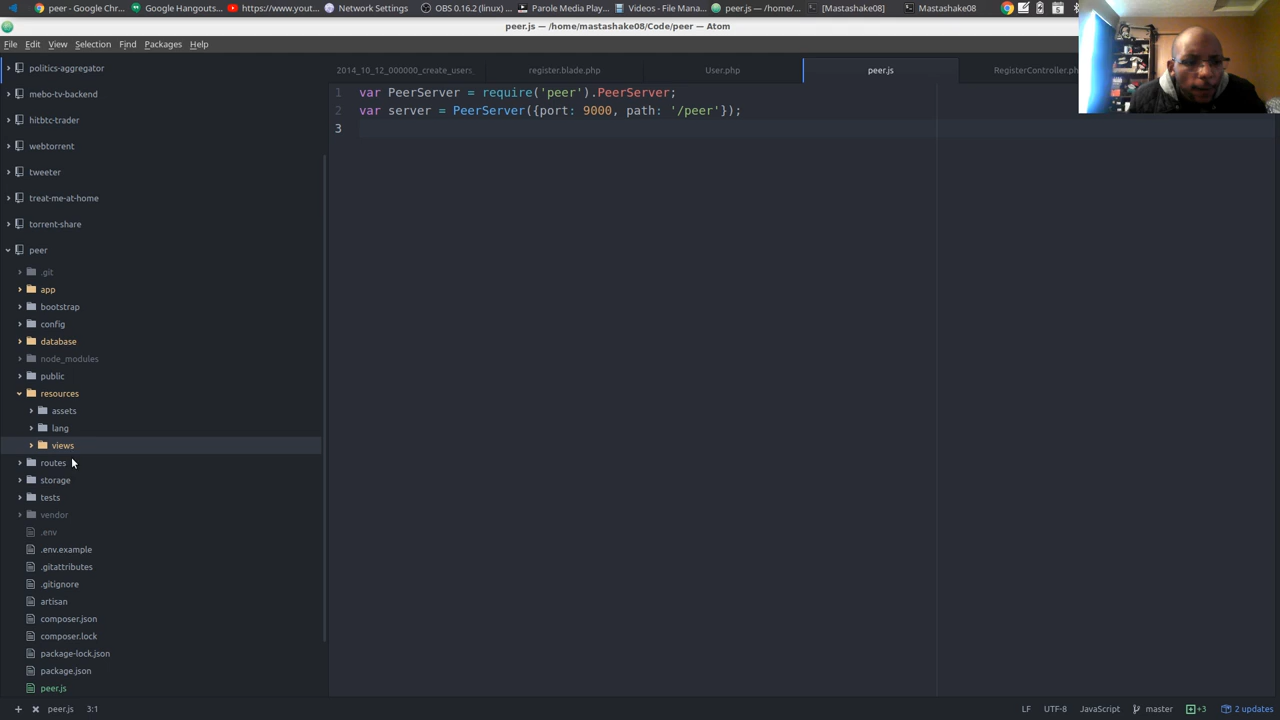 peer - Google Chr... Google Hangouts... https://www.yout... Network Settings OBS 0.16.2 (linux) ... Parole Media Play... Videos - File Mana... peer.js — /home/... [Mastashake08] Mastashake08
peer.js — /home/mastashake08/Code/peer — Atom
File Edit View Selection Find Packages Help
politics-aggregator
mebo-tv-backend
hitbtc-trader
webtorrent
tweeter
treat-me-at-home
torrent-share
peer
.git
app
bootstrap
config
database
node_modules
public
resources
assets
lang
views
routes
storage
tests
vendor
.env
.env.example
.gitattributes
.gitignore
artisan
composer.json
composer.lock
package-lock.json
package.json
peer.js
2014_10_12_000000_create_users_ register.blade.php User.php peer.js RegisterController.ph
1 var PeerServer = require('peer').PeerServer;
2 var server = PeerServer({port: 9000, path: '/peer'});
3
peer.js 3:1 LF UTF-8 JavaScript master +3 2 updates